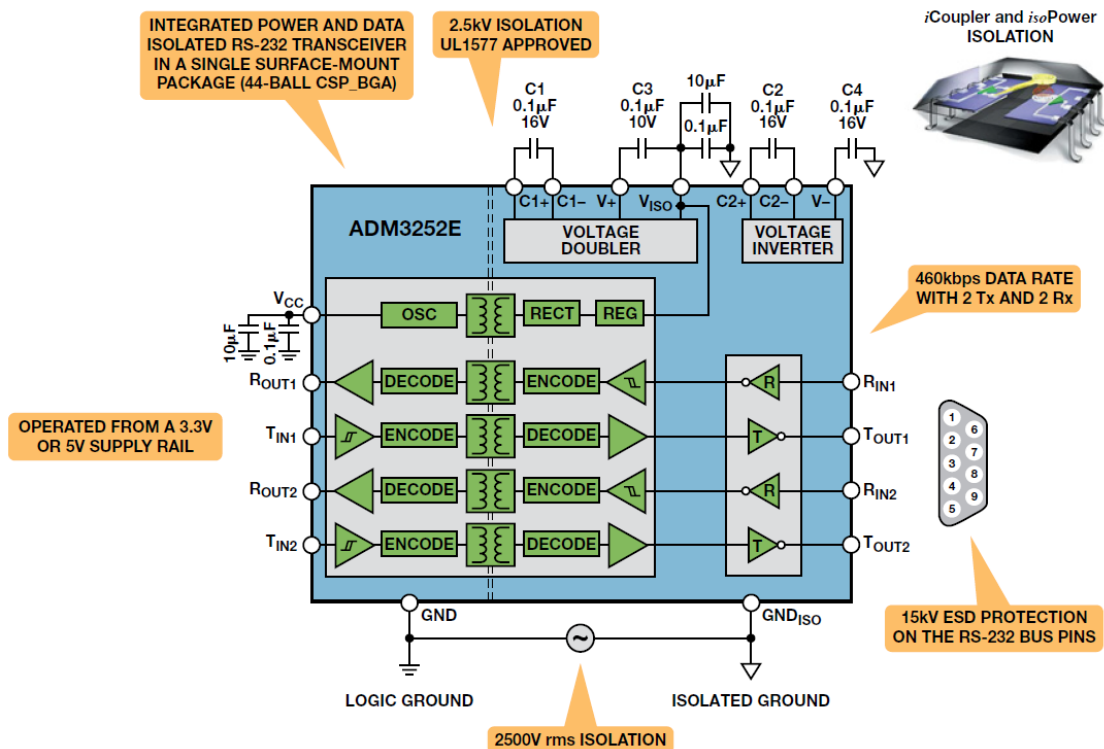 INTEGRATED POWER AND DATA
ISOLATED RS-232 TRANSCEIVER
IN A SINGLE SURFACE-MOUNT
PACKAGE (44-BALL CSP_BGA)
2.5kV ISOLATION
UL1577 APPROVED
iCoupler and isoPower
ISOLATION
C1
0.1µF
16V
C3
0.1µF
10V
10µF
0.1µF
C2
0.1µF
16V
C4
0.1µF
16V
C1+ C1– V+ VISO C2+ C2– V–
ADM3252E
VOLTAGE
DOUBLER
VOLTAGE
INVERTER
460kbps DATA RATE
WITH 2 Tx AND 2 Rx
VCC
10µF
0.1µF
OSC RECT REG
ROUT1 DECODE ENCODE R RIN1
TIN1 ENCODE DECODE T TOUT1
ROUT2 DECODE ENCODE R RIN2
TIN2 ENCODE DECODE T TOUT2
OPERATED FROM A 3.3V
OR 5V SUPPLY RAIL
1
6
2
7
3
8
4
9
5
GND
GNDISO
15kV ESD PROTECTION
ON THE RS-232 BUS PINS
~
LOGIC GROUND
ISOLATED GROUND
2500V rms ISOLATION